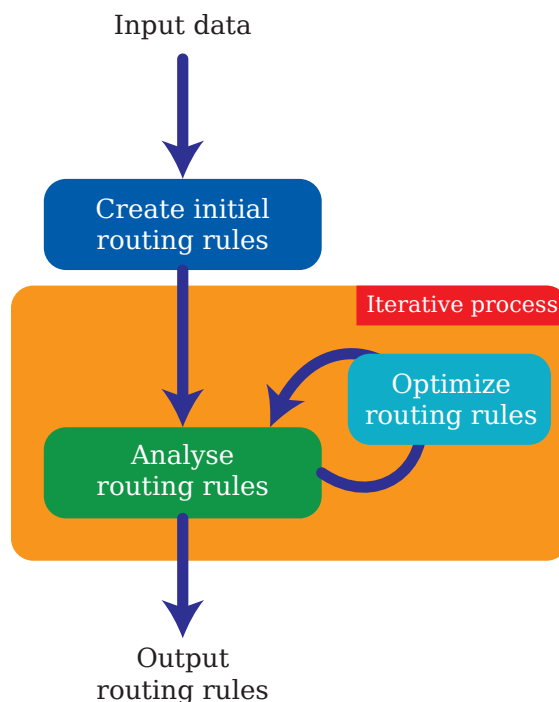 Input data
Create initial
routing rules
Iterative process
Optimize
routing rules
Analyse
routing rules
Output
routing rules